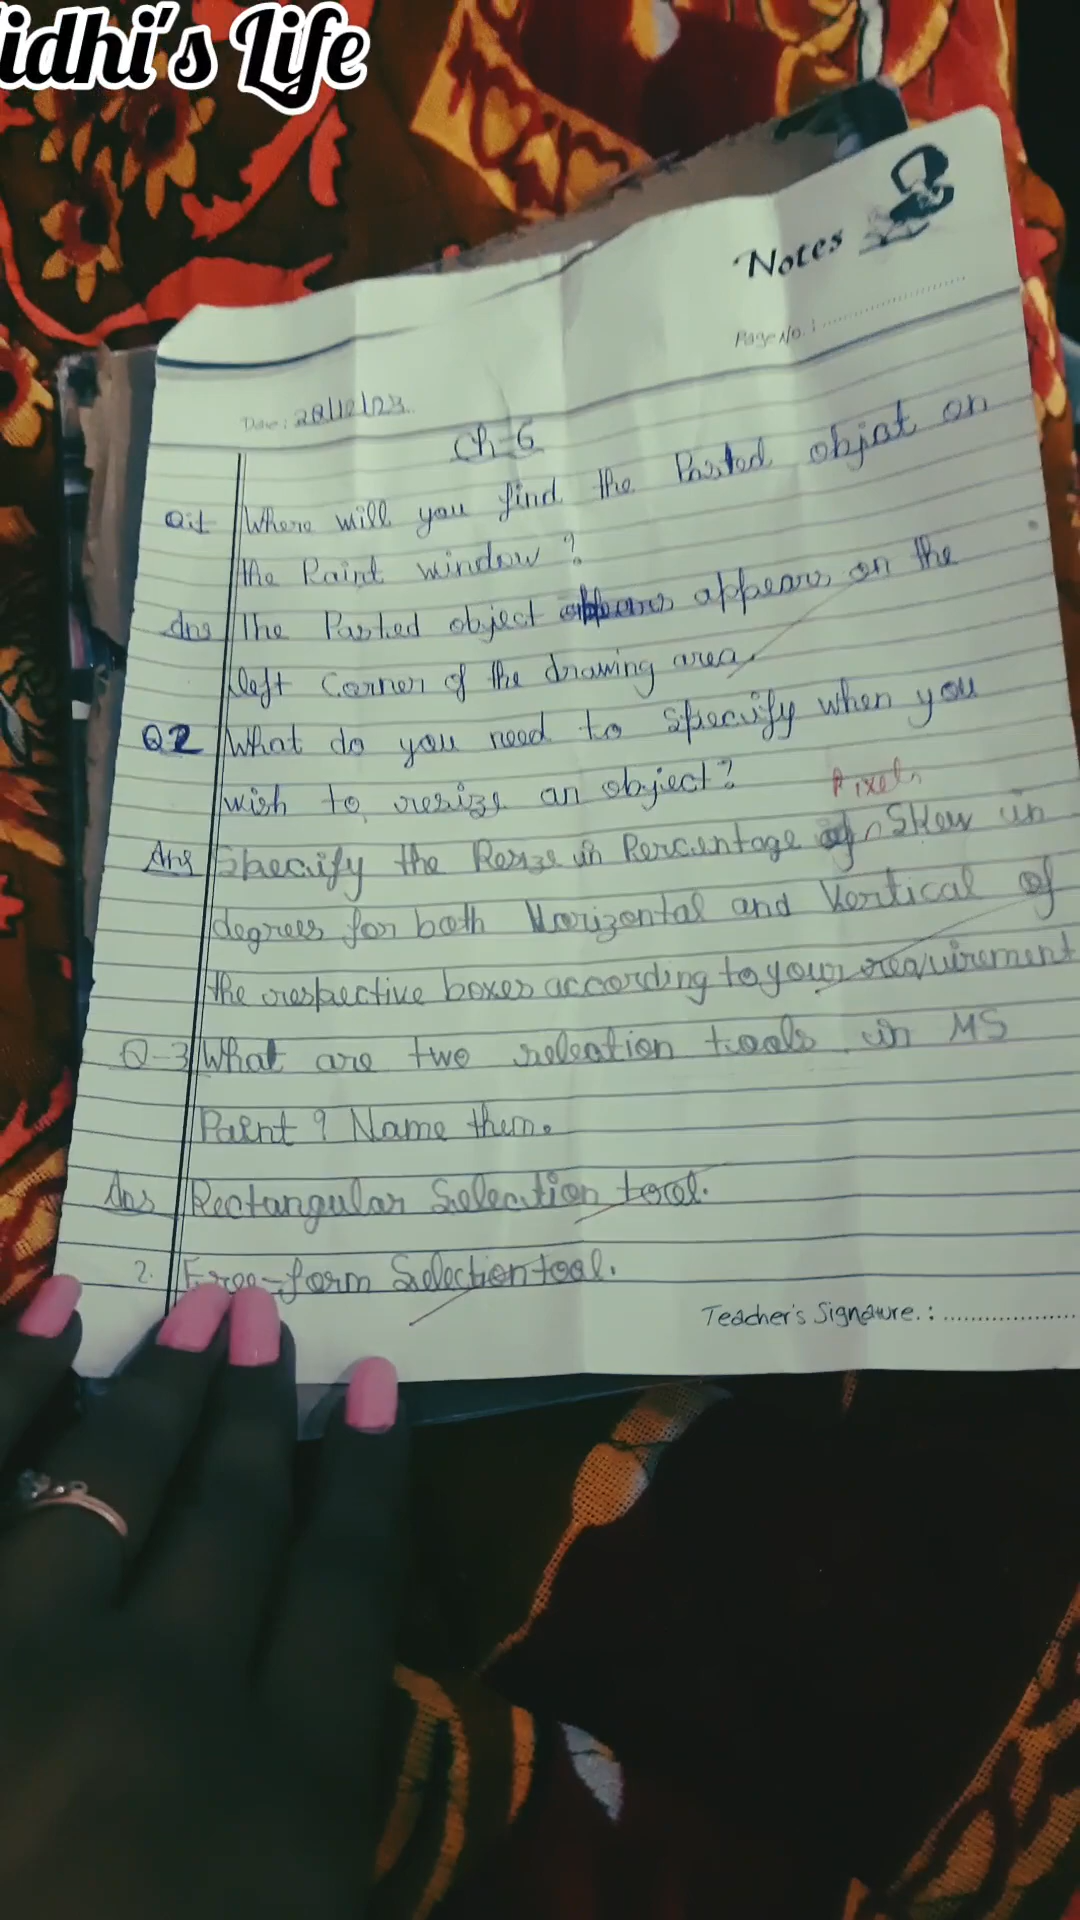 idhi's Life
Notes
Page No. :
Date: 28/12/23
Ch-6
Q:1 Where will you find the Pasted objat on
the Paint window ?
Ans The Pasted object appears on the
left Corner of the drawing area.
Q2 What do you need to specify when you
wish to resize an object?
Pixels
Ans Specify the Resize in Percentage of Skew in
degrees for both Horizontal and Vertical of
the respective boxes according to your requirement
Q-3 What are two selection tools in MS
Paint ? Name them.
Ans Rectangular Selection tool.
2. Free-form Selection tool.
Teacher's Signature. :